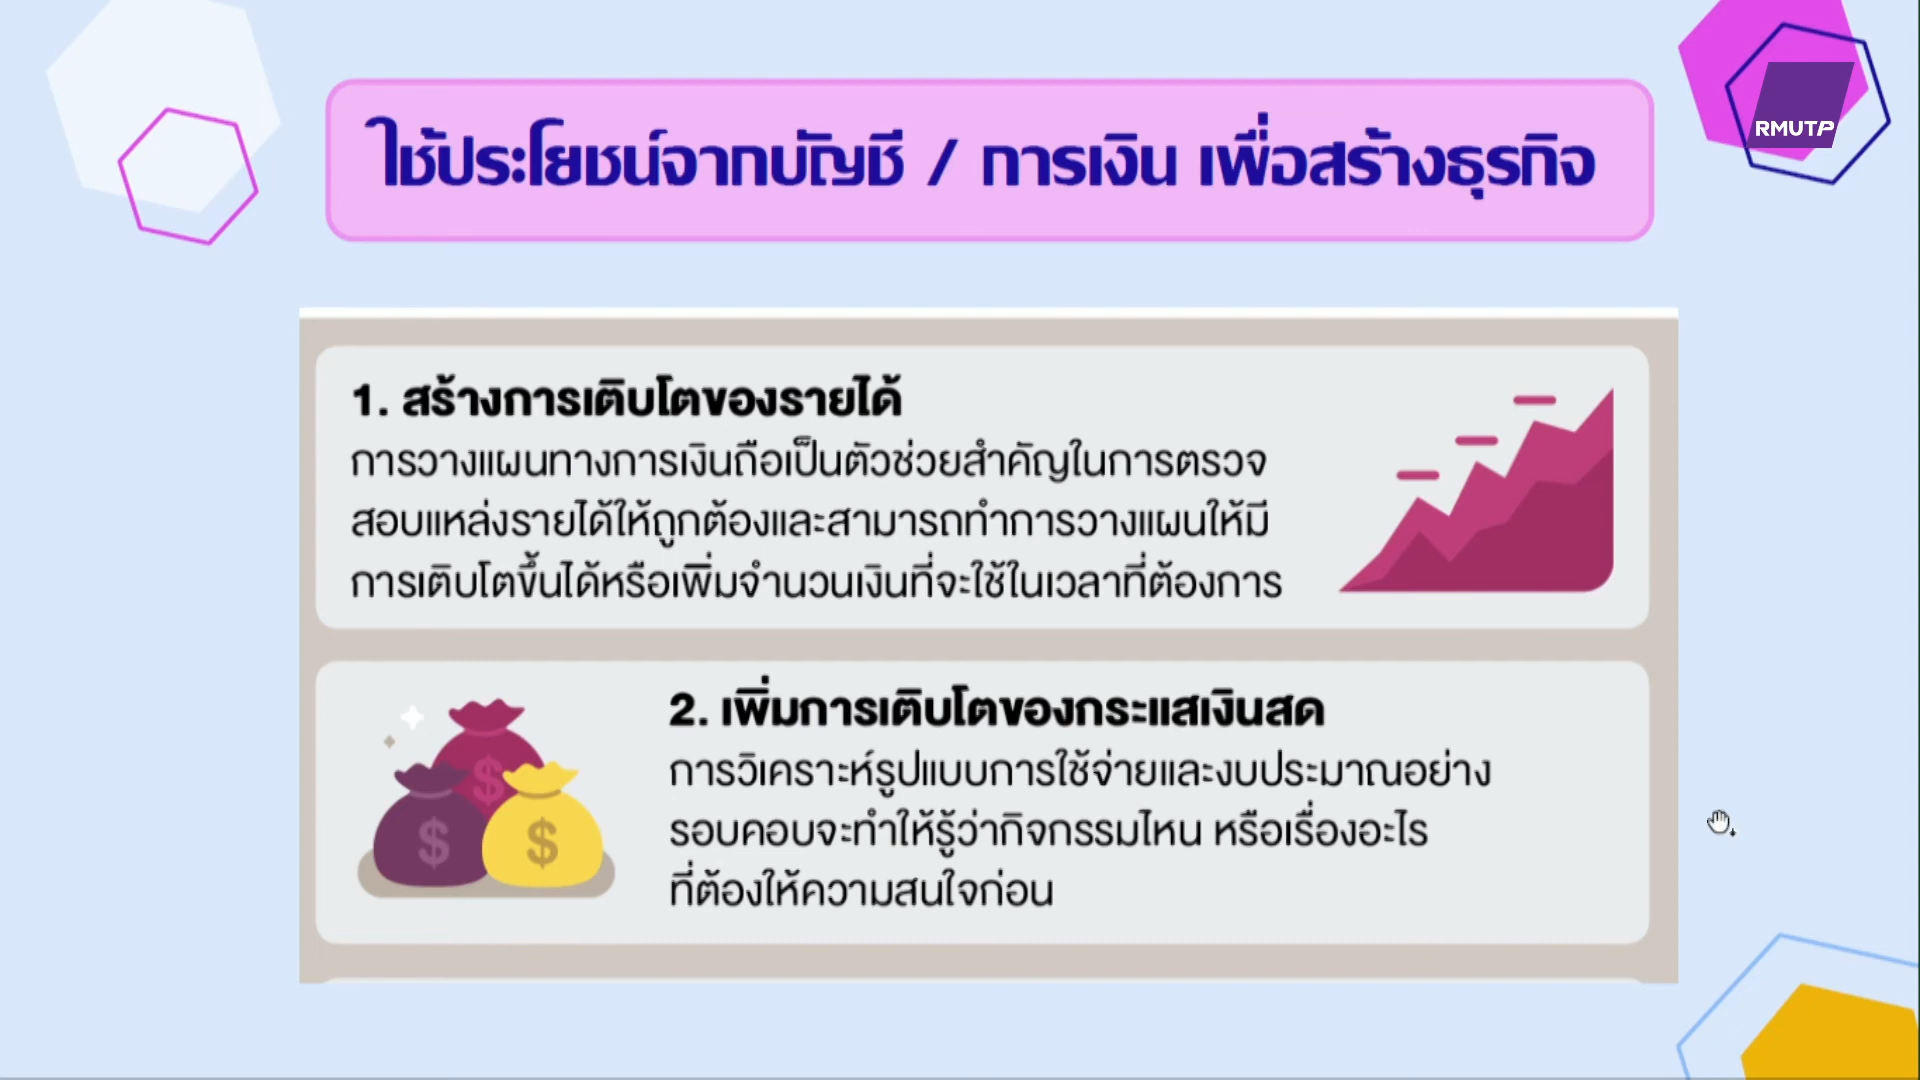 RMUTP
ใช้ประโยชน์จากบัญชี / การเงิน เพื่อสร้างธุรกิจ
1. สร้างการเติบโตของรายได้
การวางแผนทางการเงินถือเป็นตัวช่วยสำคัญในการตรวจ
สอบแหล่งรายได้ให้ถูกต้องและสามารถทำการวางแผนให้มี
การเติบโตขึ้นได้หรือเพิ่มจำนวนเงินที่จะใช้ในเวลาที่ต้องการ
$
$
$
2. เพิ่มการเติบโตของกระแสเงินสด
การวิเคราะห์รูปแบบการใช้จ่ายและงบประมาณอย่าง
รอบคอบจะทำให้รู้ว่ากิจกรรมไหน หรือเรื่องอะไร
ที่ต้องให้ความสนใจก่อน